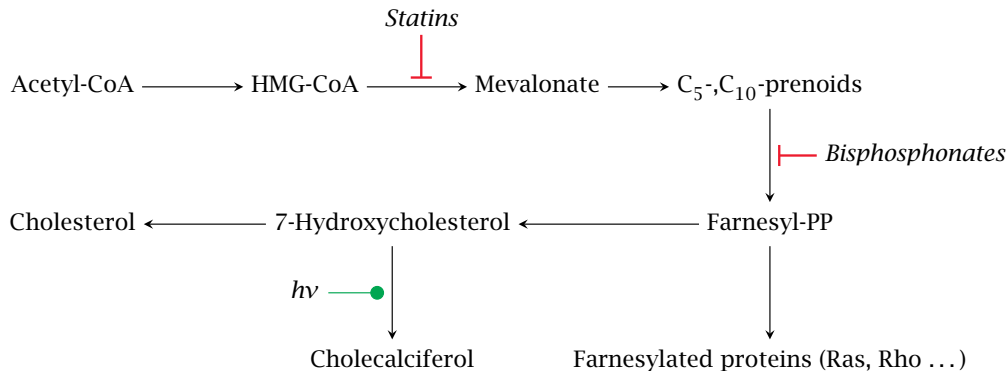 Statins
Acetyl-CoA HMG-CoA Mevalonate C₅-,C₁₀-prenoids
Bisphosphonates
Cholesterol 7-Hydroxycholesterol Farnesyl-PP
hν
Cholecalciferol Farnesylated proteins (Ras, Rho …)